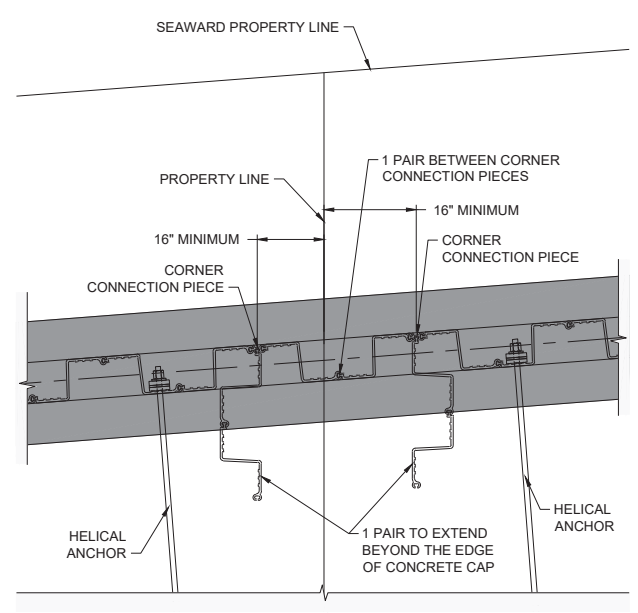 SEAWARD PROPERTY LINE
1 PAIR BETWEEN CORNER
CONNECTION PIECES
PROPERTY LINE
16" MINIMUM
16" MINIMUM
CORNER
CONNECTION PIECE
CORNER
CONNECTION PIECE
HELICAL
ANCHOR
1 PAIR TO EXTEND
BEYOND THE EDGE
OF CONCRETE CAP
HELICAL
ANCHOR